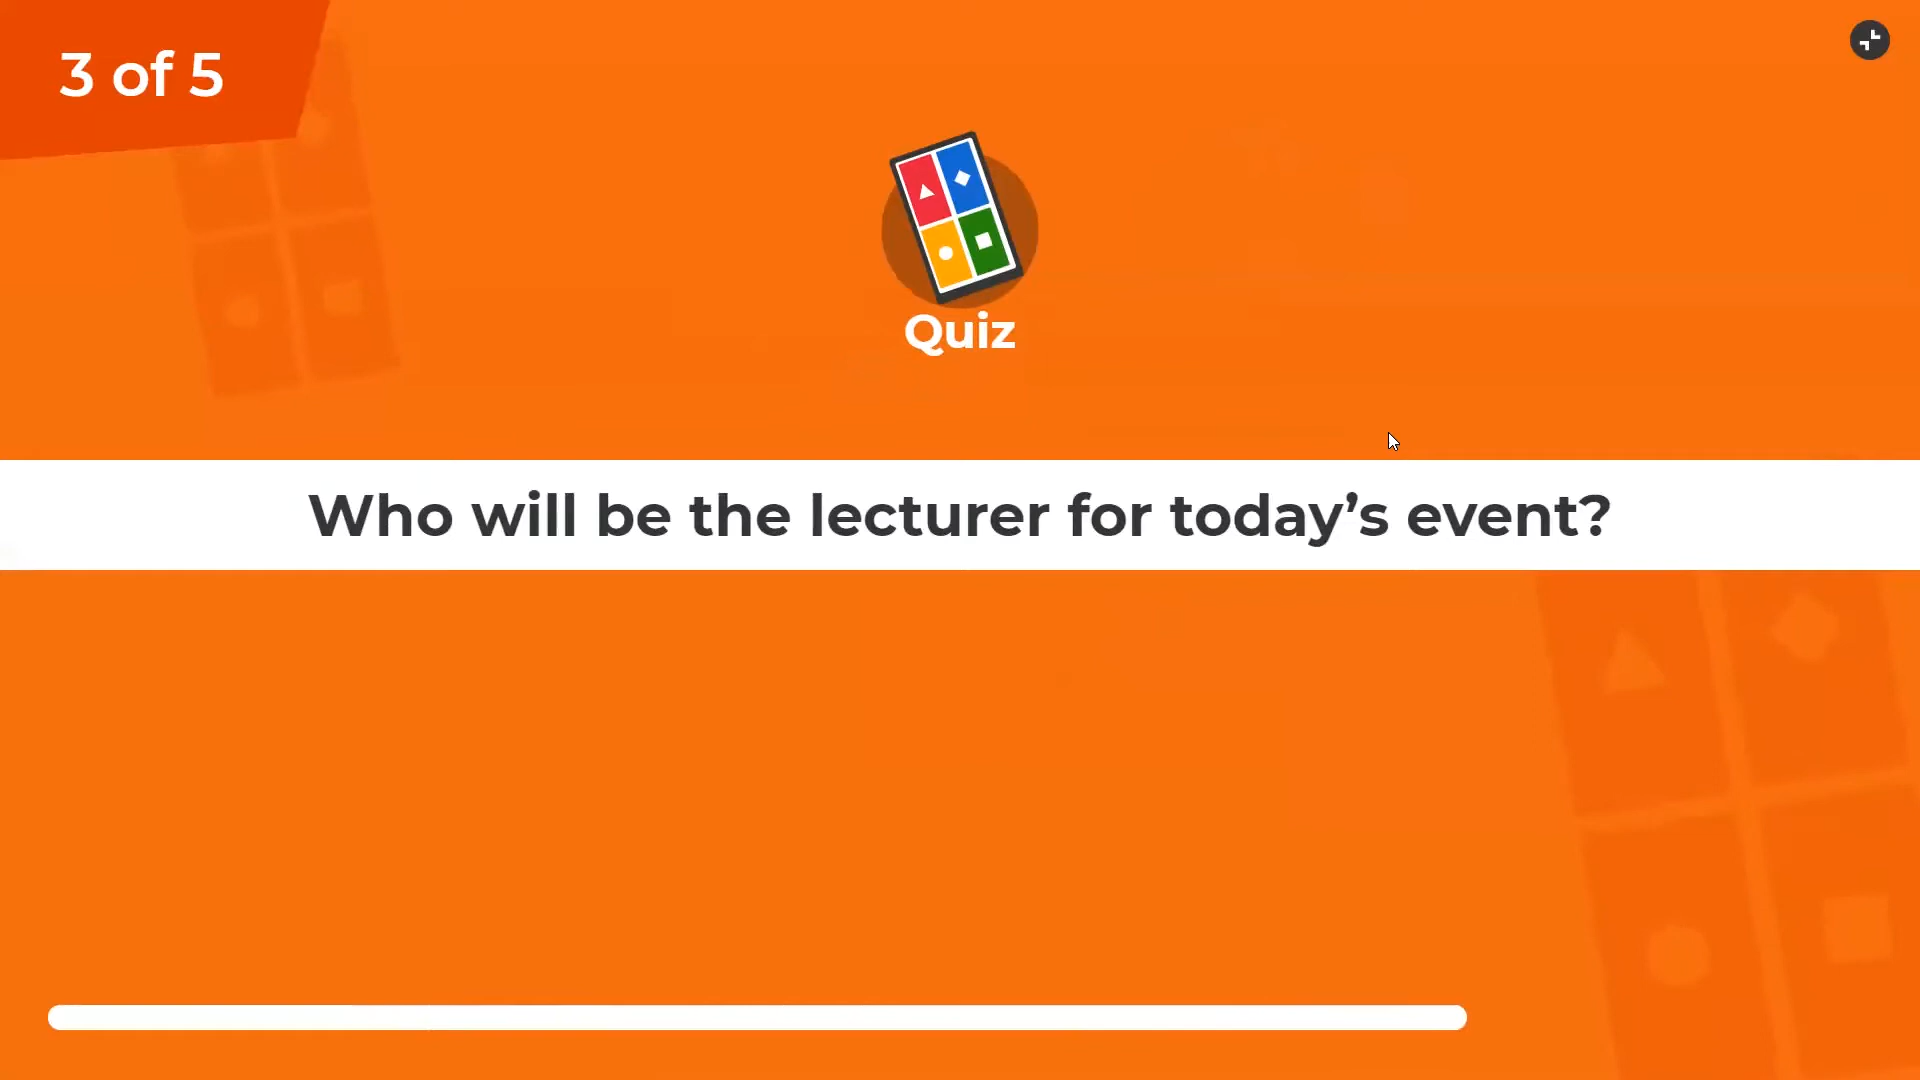 3 of 5
Quiz
Who will be the lecturer for today’s event?